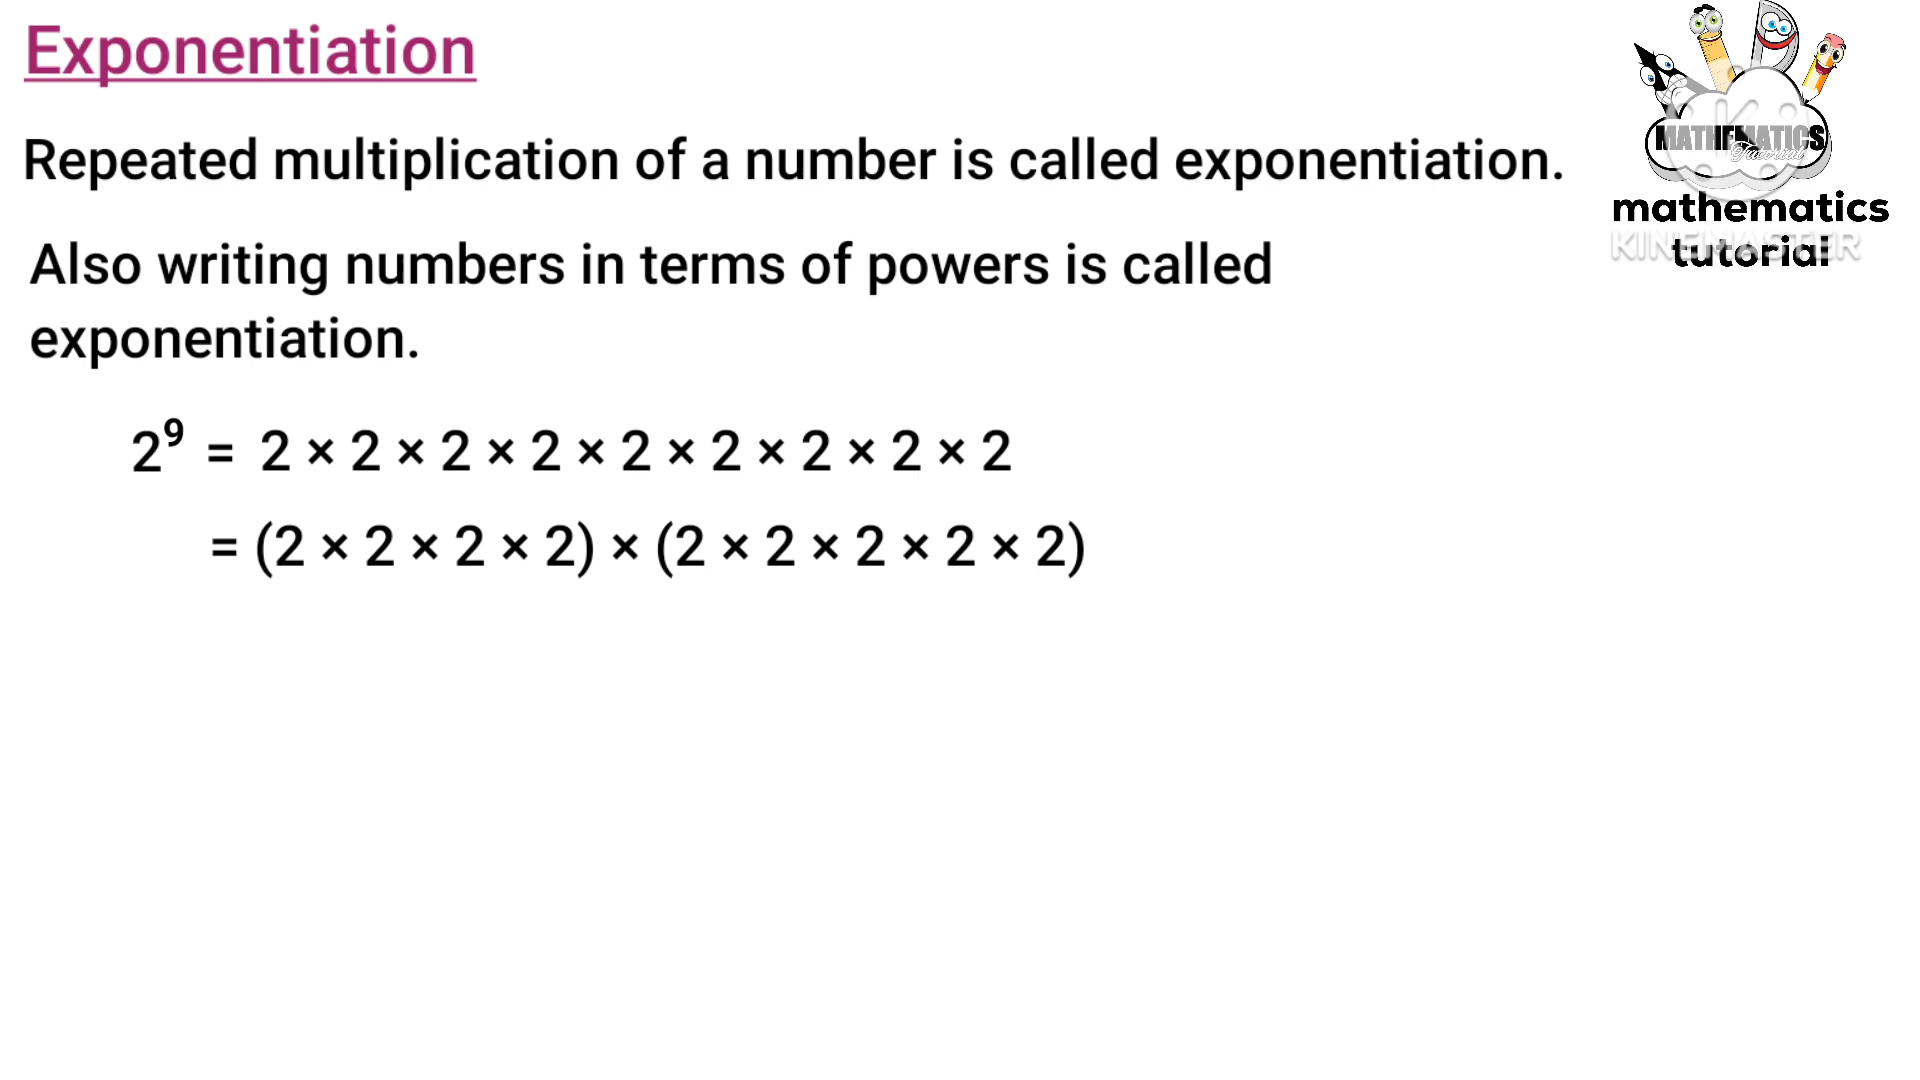 Exponentiation
Repeated multiplication of a number is called exponentiation.
Also writing numbers in terms of powers is called
exponentiation.
2⁹ = 2 × 2 × 2 × 2 × 2 × 2 × 2 × 2 × 2
= (2 × 2 × 2 × 2) × (2 × 2 × 2 × 2 × 2)
MATHEMATICS
Tutorial
mathematics
tutorial
KINEMASTER